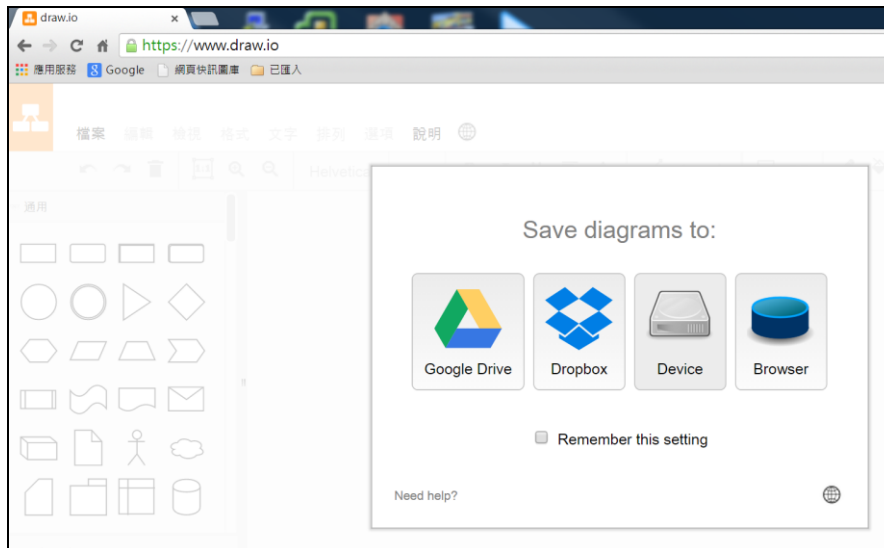 draw.io
https://www.draw.io
應用服務 Google 網頁快訊圖庫 已匯入
檔案 編輯 檢視 格式 文字 排列 選項 說明
Helvetica
通用
Save diagrams to:
Google Drive Dropbox Device Browser
Remember this setting
Need help?